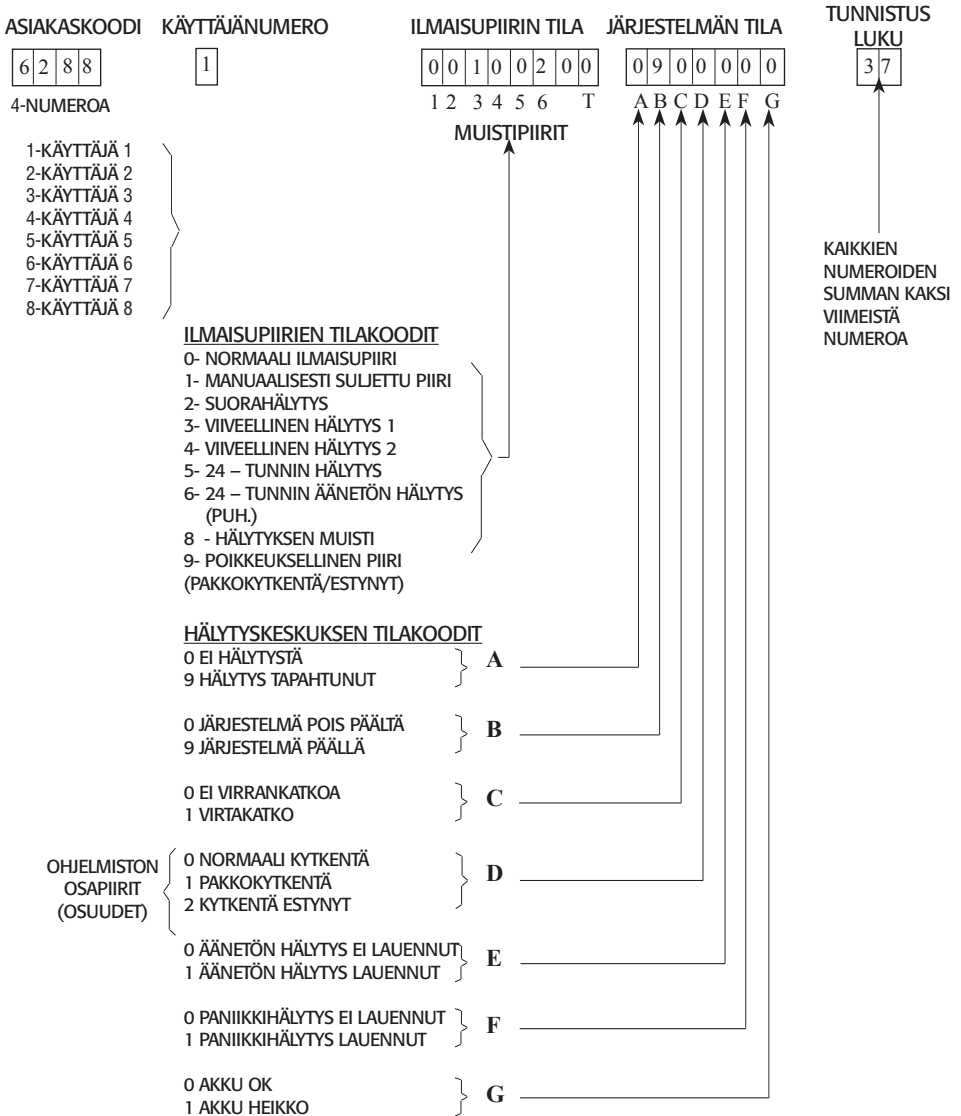 ASIAKASKOODI KÄYTTÄJÄNUMERO ILMAISUPIIRIN TILA JÄRJESTELMÄN TILA TUNNISTUS
LUKU
6 2 8 8 1 0 0 1 0 0 2 0 0 0 9 0 0 0 0 0 3 7
4-NUMEROA 1 2 3 4 5 6 T A B C D E F G
MUISTIPIIRIT
1-KÄYTTÄJÄ 1
2-KÄYTTÄJÄ 2
3-KÄYTTÄJÄ 3
4-KÄYTTÄJÄ 4
5-KÄYTTÄJÄ 5
6-KÄYTTÄJÄ 6
7-KÄYTTÄJÄ 7
8-KÄYTTÄJÄ 8
KAIKKIEN
NUMEROIDEN
SUMMAN KAKSI
VIIMEISTÄ
NUMEROA
ILMAISUPIIRIEN TILAKOODIT
0- NORMAALI ILMAISUPIIRI
1- MANUAALISESTI SULJETTU PIIRI
2- SUORAHÄLYTYS
3- VIIVEELLINEN HÄLYTYS 1
4- VIIVEELLINEN HÄLYTYS 2
5- 24 – TUNNIN HÄLYTYS
6- 24 – TUNNIN ÄÄNETÖN HÄLYTYS
(PUH.)
8 - HÄLYTYKSEN MUISTI
9- POIKKEUKSELLINEN PIIRI
(PAKKOKYTKENTÄ/ESTYNYT)
HÄLYTYSKESKUKSEN TILAKOODIT
0 EI HÄLYTYSTÄ
A
9 HÄLYTYS TAPAHTUNUT
0 JÄRJESTELMÄ POIS PÄÄLTÄ
B
9 JÄRJESTELMÄ PÄÄLLÄ
0 EI VIRRANKATKOA
C
1 VIRTAKATKO
OHJELMISTON
OSAPIIRIT
(OSUUDET)
0 NORMAALI KYTKENTÄ
1 PAKKOKYTKENTÄ
D
2 KYTKENTÄ ESTYNYT
0 ÄÄNETÖN HÄLYTYS EI LAUENNUT
E
1 ÄÄNETÖN HÄLYTYS LAUENNUT
0 PANIIKKIHÄLYTYS EI LAUENNUT
F
1 PANIIKKIHÄLYTYS LAUENNUT
0 AKKU OK
G
1 AKKU HEIKKO